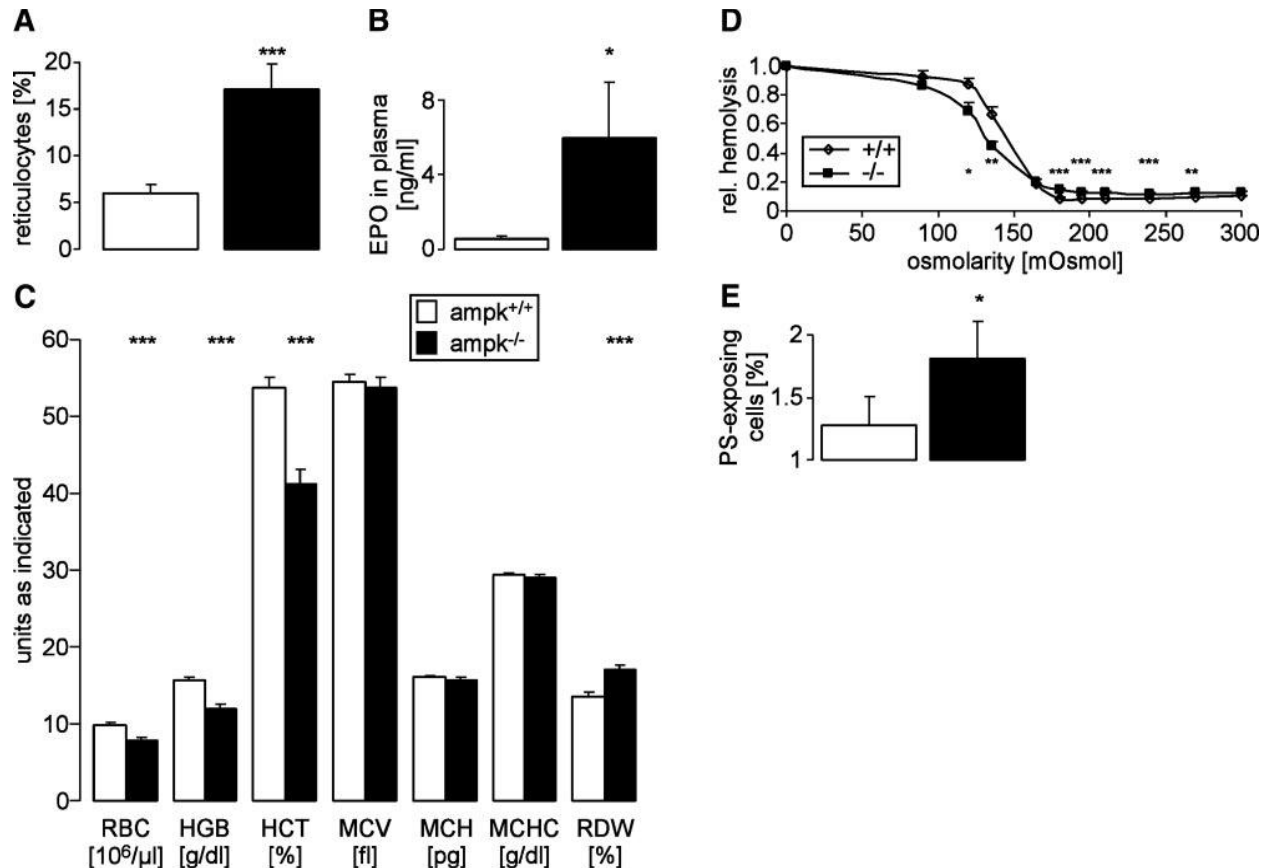 A
reticulocytes [%]
20
15
10
5
0
***
B
EPO in plasma
[ng/ml]
8
4
0
*
C
units as indicated
60
50
40
30
20
10
0
ampk+/+
ampk-/-
*** *** *** ***
RBC HGB HCT MCV MCH MCHC RDW
[10⁶/µl] [g/dl] [%] [fl] [pg] [g/dl] [%]
D
rel. hemolysis
1.0
0.8
0.6
0.4
0.2
0
+/+
-/-
* ** *** *** *** *** **
0 50 100 150 200 250 300
osmolarity [mOsmol]
E
PS-exposing
cells [%]
2
1.5
1
*